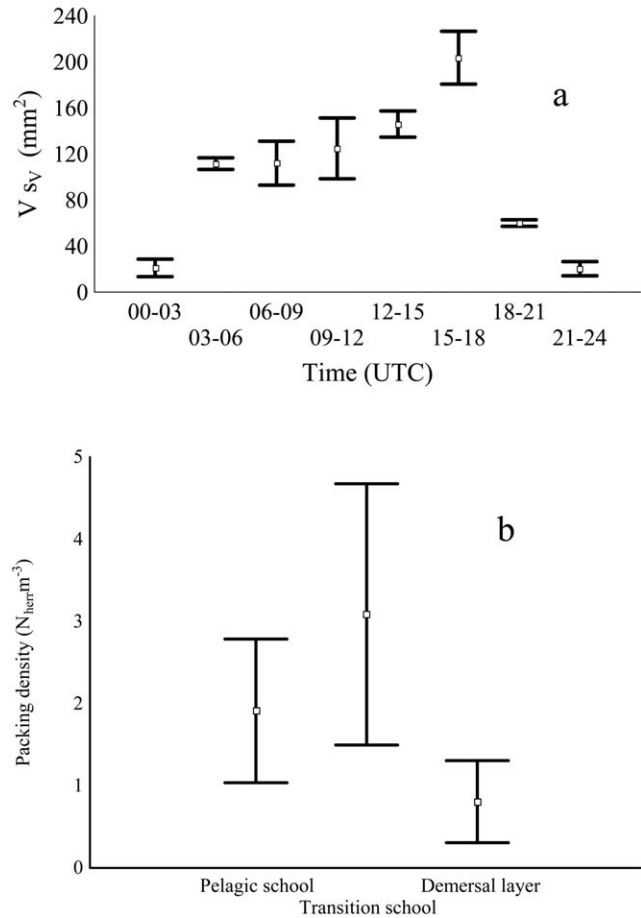 240
200
160
120
80
40
0
V s_V (mm²)
a
00-03 06-09 12-15 18-21
03-06 09-12 15-18 21-24
Time (UTC)
5
4
3
2
1
0
Packing density (N_herr m⁻³)
b
Pelagic school Demersal layer
Transition school